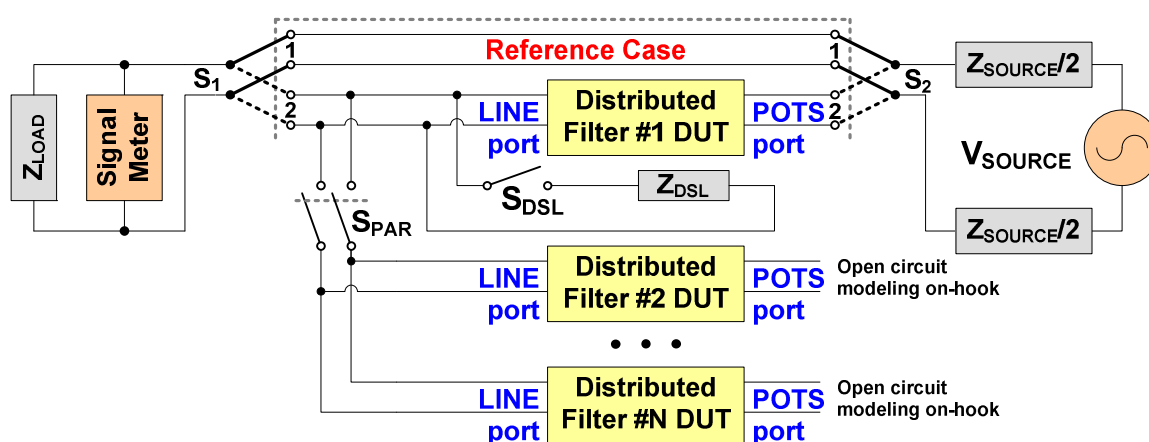 1
Reference Case
1
S1
S2
ZSOURCE/2
ZLOAD
Signal
Meter
2
LINE
port
Distributed
Filter #1 DUT
POTS
port
2
VSOURCE
SDSL
ZDSL
SPAR
ZSOURCE/2
LINE
port
Distributed
Filter #2 DUT
POTS
port
Open circuit
modeling on-hook
LINE
port
Distributed
Filter #N DUT
POTS
port
Open circuit
modeling on-hook